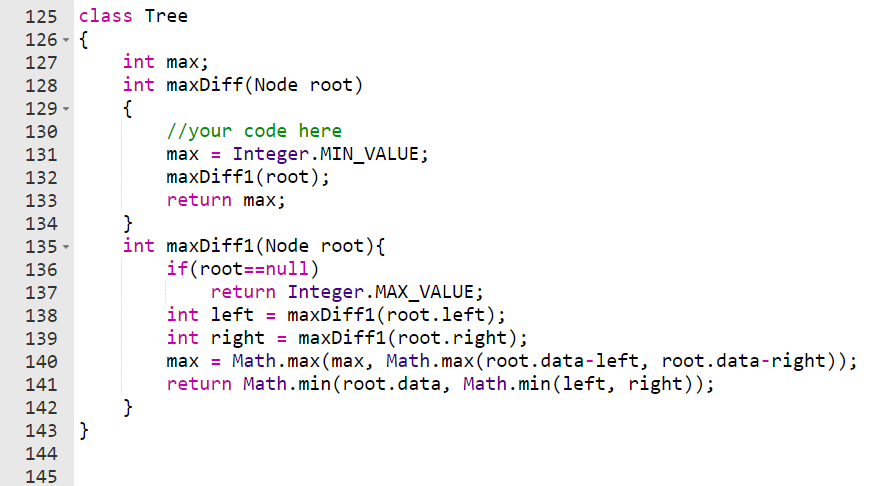 125 class Tree
126 {
127     int max;
128     int maxDiff(Node root)
129     {
130         //your code here
131         max = Integer.MIN_VALUE;
132         maxDiff1(root);
133         return max;
134     }
135     int maxDiff1(Node root){
136         if(root==null)
137             return Integer.MAX_VALUE;
138         int left = maxDiff1(root.left);
139         int right = maxDiff1(root.right);
140         max = Math.max(max, Math.max(root.data-left, root.data-right));
141         return Math.min(root.data, Math.min(left, right));
142     }
143 }
144
145